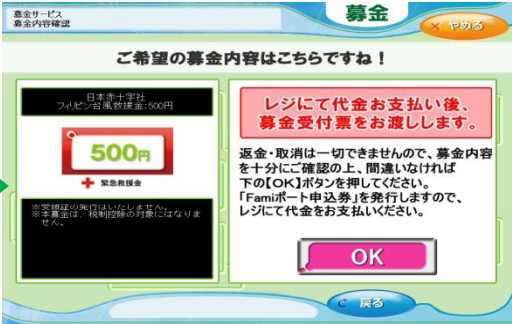 募金サービス
募金内容確認
募金
× やめる
ご希望の募金内容はこちらですね！
日本赤十字社
フィリピン台風救援金:500円
500円
緊急救援金
※受領証の発行はいたしません。
※本募金は、税制控除の対象にはなりま
せん。
レジにて代金お支払い後、
募金受付票をお渡しします。
返金・取消は一切できませんので、募金内容
を十分にご確認の上、間違いなければ
下の【OK】ボタンを押してください。
「Famiポート申込券」を発行しますので、
レジにて代金をお支払いください。
OK
戻る